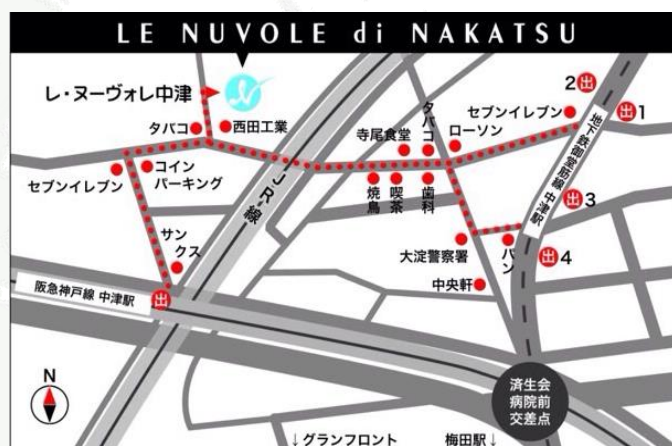 LE NUVOLE di NAKATSU
レ・ヌーヴォレ中津
タバコ
西田工業
セブンイレブン
コイン
パーキング
サン
クス
阪急神戸線 中津駅
出
JR線
寺尾食堂
タバコ
ローソン
セブンイレブン
焼鳥
喫茶
歯科
2出
出1
地下鉄御堂筋線 中津駅
出3
出4
大淀警察署
パン
中央軒
済生会
病院前
交差点
N
↓グランフロント
梅田駅↓